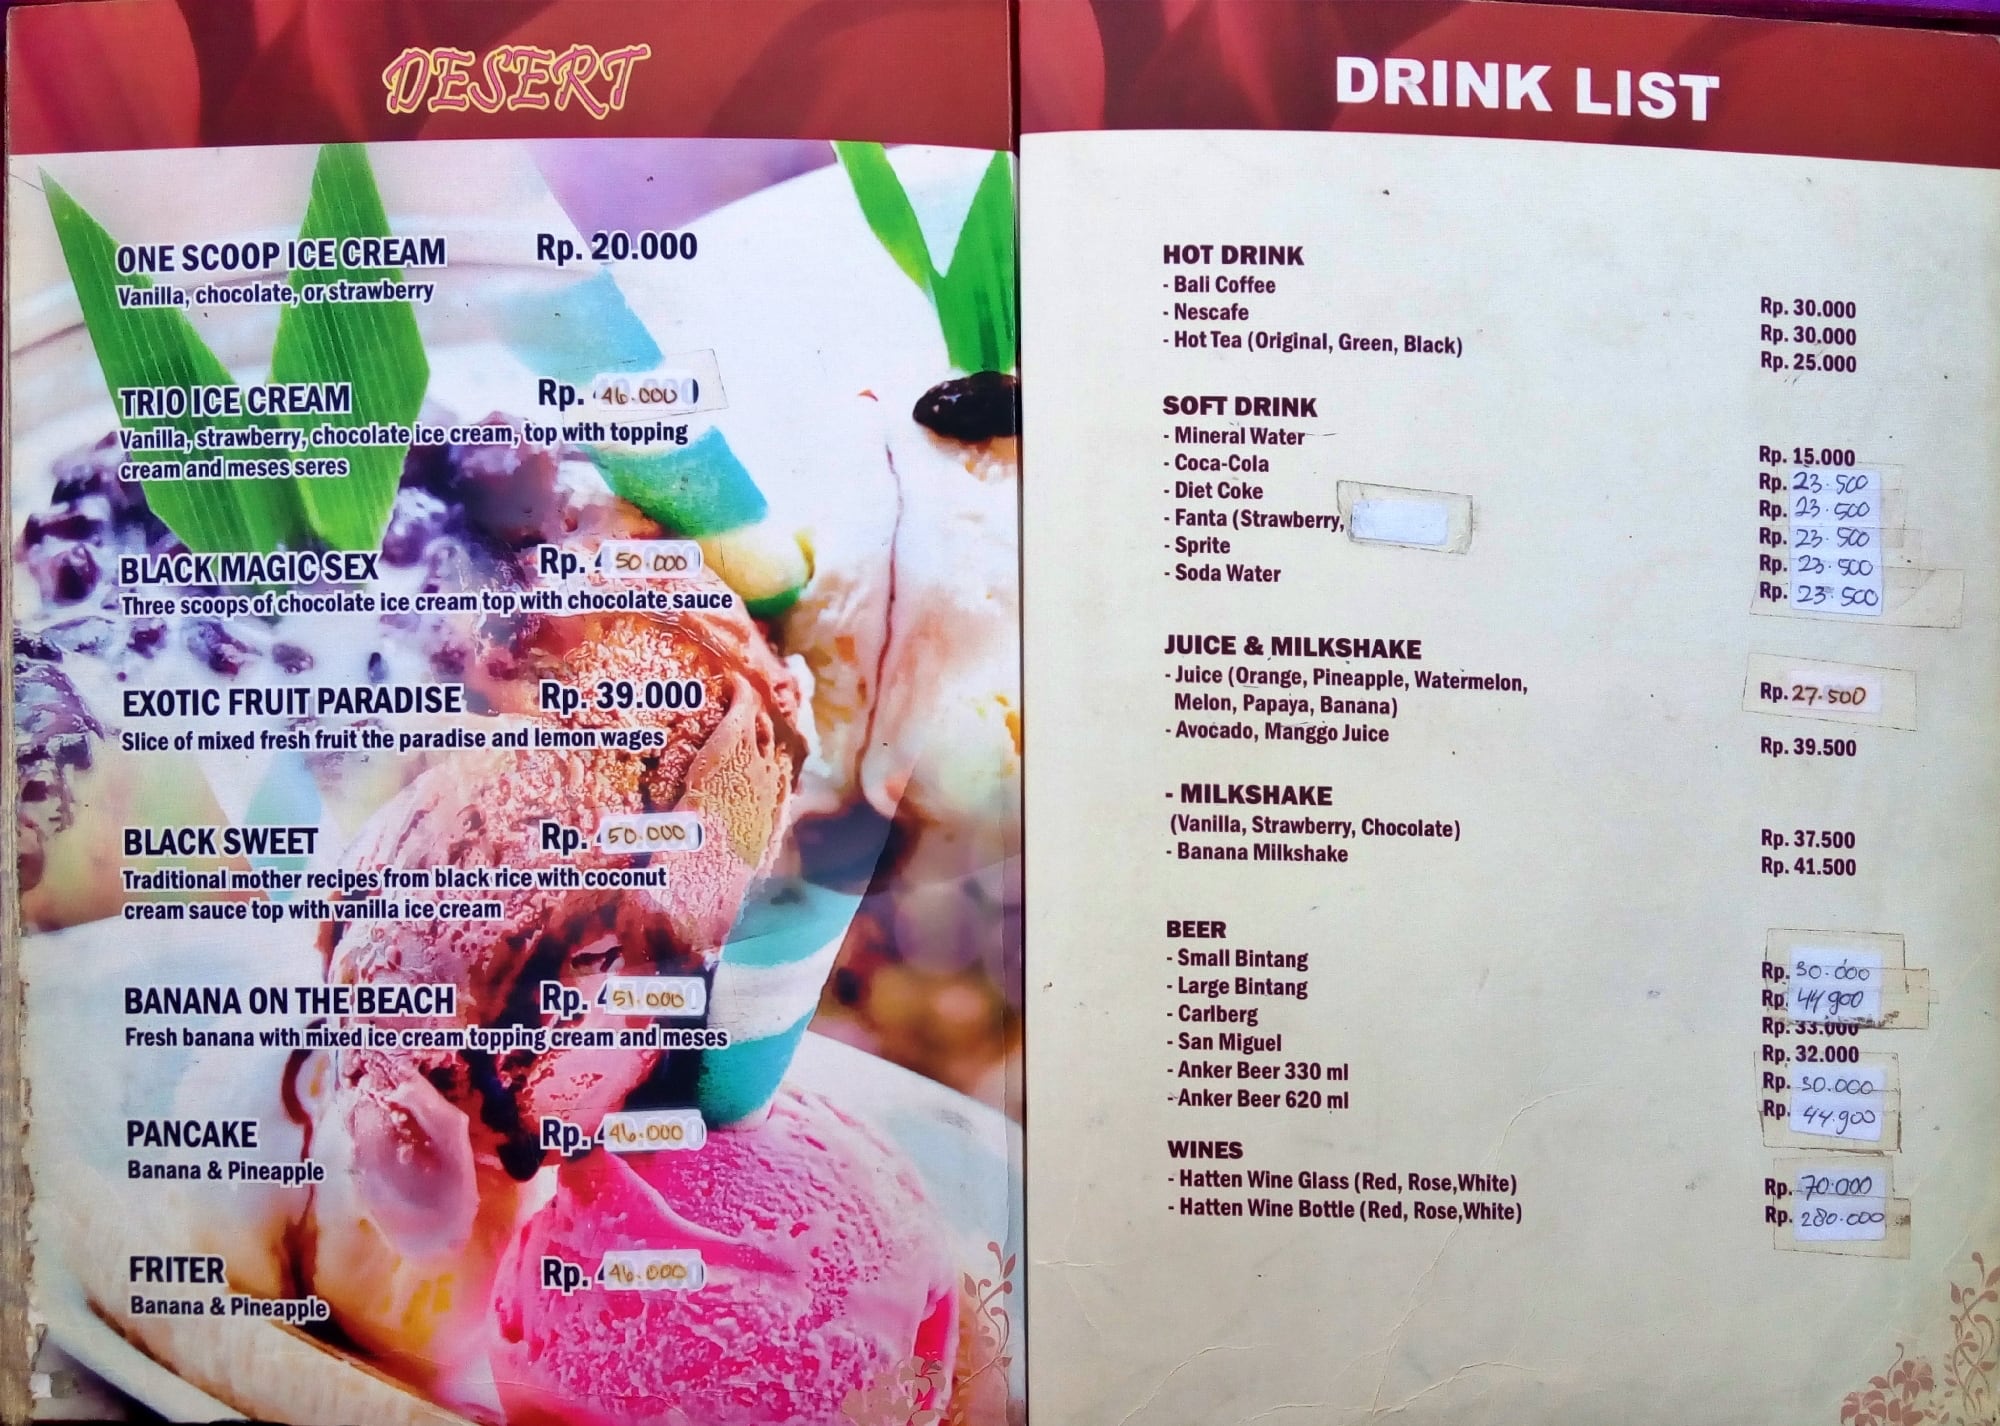 DESERT
ONE SCOOP ICE CREAM Rp. 20.000
Vanilla, chocolate, or strawberry
TRIO ICE CREAM Rp. 46.000
Vanilla, strawberry, chocolate ice cream, top with topping
cream and meses seres
BLACK MAGIC SEX Rp. 50.000
Three scoops of chocolate ice cream top with chocolate sauce
EXOTIC FRUIT PARADISE Rp. 39.000
Slice of mixed fresh fruit the paradise and lemon wages
BLACK SWEET Rp. 50.000
Traditional mother recipes from black rice with coconut
cream sauce top with vanilla ice cream
BANANA ON THE BEACH Rp. 51.000
Fresh banana with mixed ice cream topping cream and meses
PANCAKE Rp. 46.000
Banana & Pineapple
FRITER Rp. 46.000
Banana & Pineapple
DRINK LIST
HOT DRINK
- Bali Coffee Rp. 30.000
- Nescafe Rp. 30.000
- Hot Tea (Original, Green, Black) Rp. 25.000
SOFT DRINK
- Mineral Water Rp. 15.000
- Coca-Cola Rp. 23.500
- Diet Coke Rp. 23.500
- Fanta (Strawberry, Rp. 23.500
- Sprite Rp. 23.500
- Soda Water Rp. 23.500
JUICE & MILKSHAKE
- Juice (Orange, Pineapple, Watermelon, Rp. 27.500
Melon, Papaya, Banana)
- Avocado, Manggo Juice Rp. 39.500
- MILKSHAKE
(Vanilla, Strawberry, Chocolate) Rp. 37.500
- Banana Milkshake Rp. 41.500
BEER
- Small Bintang Rp. 30.000
- Large Bintang Rp. 44.900
- Carlberg Rp. 33.000
- San Miguel Rp. 32.000
- Anker Beer 330 ml Rp. 30.000
- Anker Beer 620 ml Rp. 44.900
WINES
- Hatten Wine Glass (Red, Rose,White) Rp. 70.000
- Hatten Wine Bottle (Red, Rose,White) Rp. 280.000